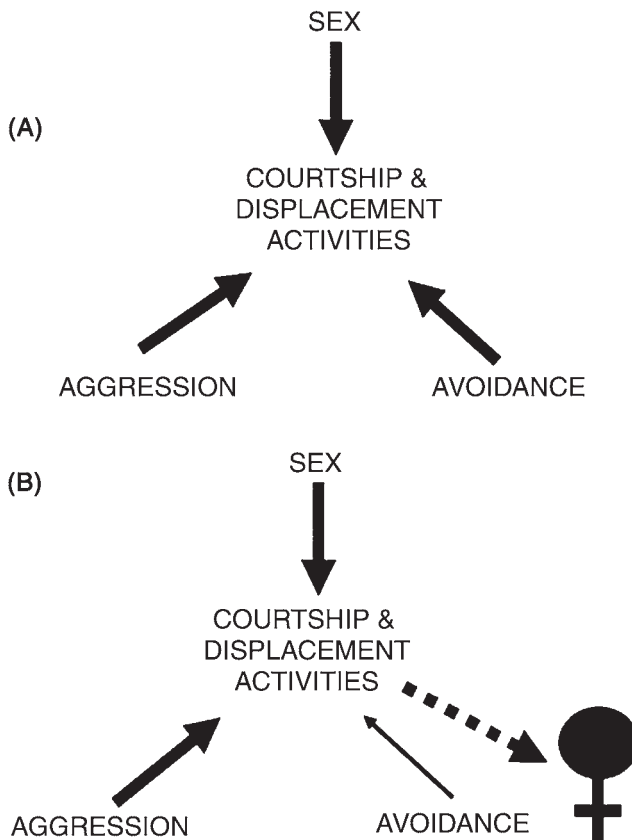 SEX
(A)
COURTSHIP &
DISPLACEMENT
ACTIVITIES
AGGRESSION
AVOIDANCE
SEX
(B)
COURTSHIP &
DISPLACEMENT
ACTIVITIES
AGGRESSION
AVOIDANCE